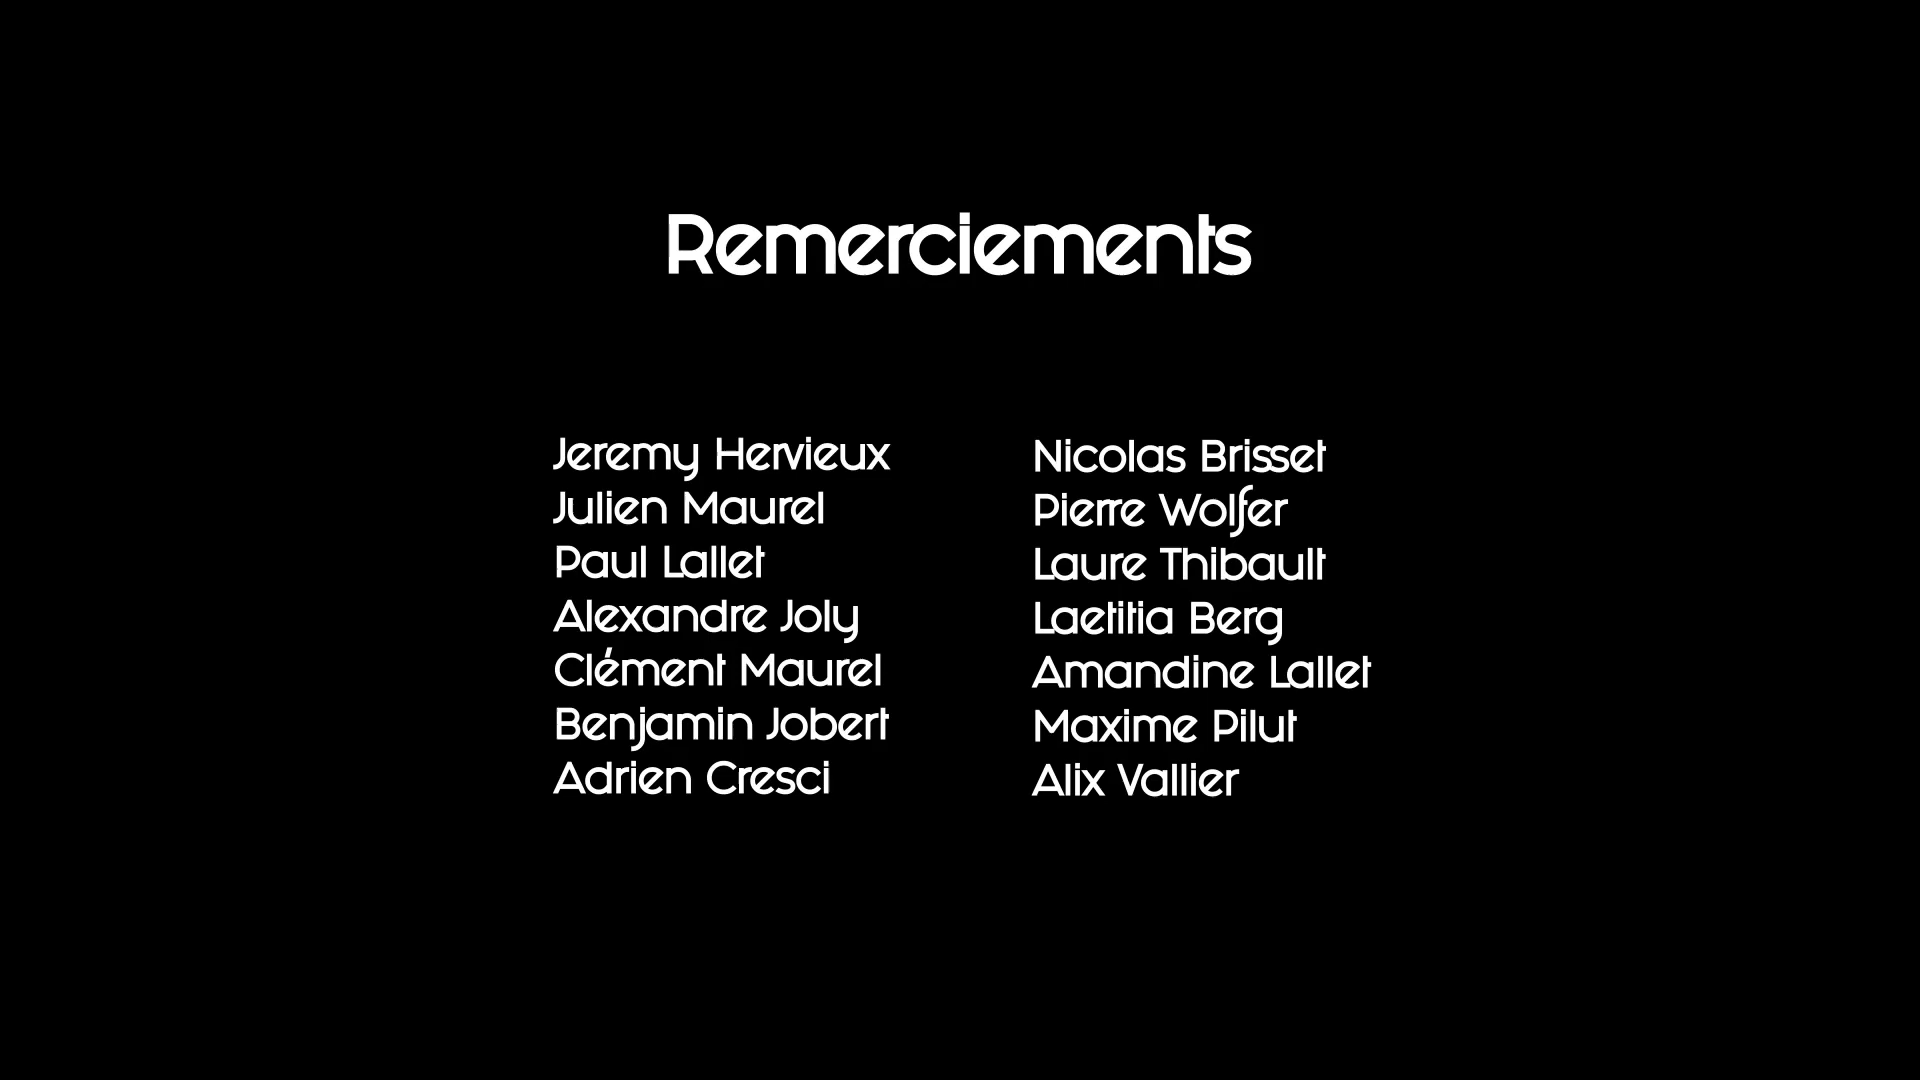 Remerciements
Jeremy Hervieux
Julien Maurel
Paul Lallet
Alexandre Joly
Clément Maurel
Benjamin Jobert
Adrien Cresci
Nicolas Brisset
Pierre Wolfer
Laure Thibault
Laetitia Berg
Amandine Lallet
Maxime Pilut
Alix Vallier